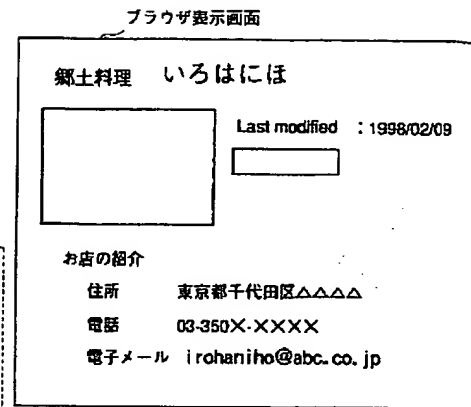 ブラウザ表示画面
郷土料理 いろはにほ
Last modified :1998/02/09
お店の紹介
住所 東京都千代田区△△△△
電話 03-350X-XXXX
電子メール irohaniho@abc.co.jp